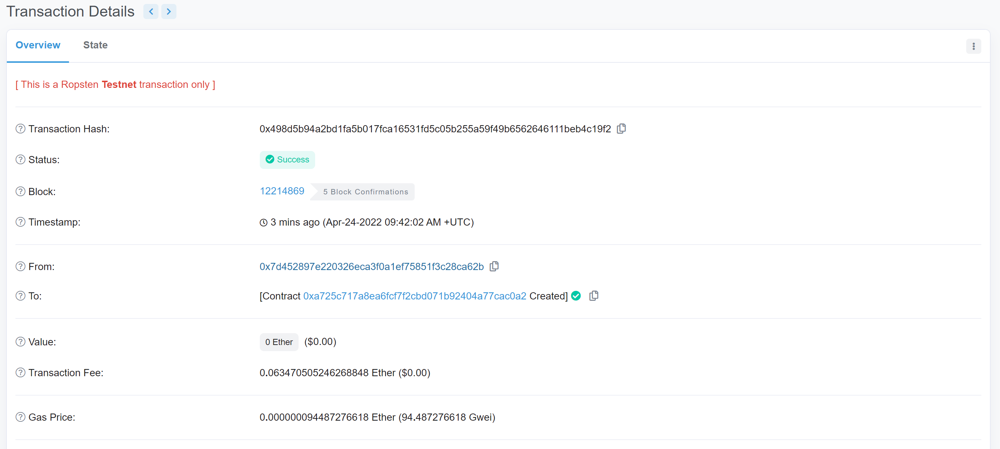 Transaction Details
Overview State
[ This is a Ropsten Testnet transaction only ]
Transaction Hash: 0x498d5b94a2bd1fa5b017fca16531fd5c05b255a59f49b6562646111beb4c19f2
Status: Success
Block: 12214869 5 Block Confirmations
Timestamp: 3 mins ago (Apr-24-2022 09:42:02 AM +UTC)
From: 0x7d452897e220326eca3f0a1ef75851f3c28ca62b
To: [Contract 0xa725c717a8ea6fcf7f2cbd071b92404a77cac0a2 Created]
Value: 0 Ether ($0.00)
Transaction Fee: 0.063470505246268848 Ether ($0.00)
Gas Price: 0.000000094487276618 Ether (94.487276618 Gwei)